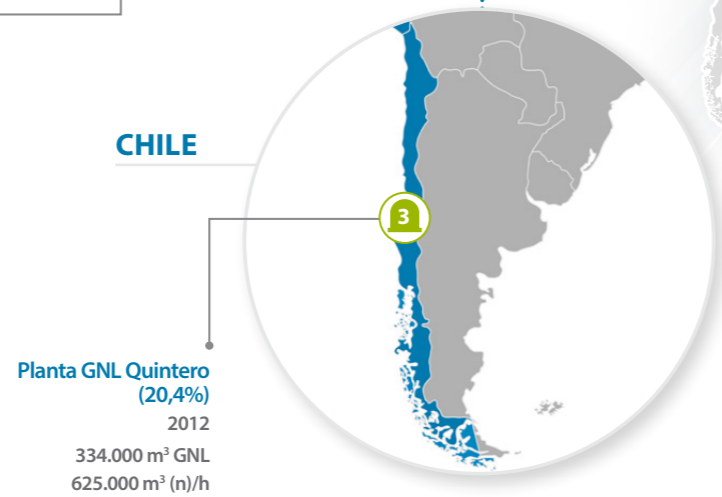 CHILE
3
Planta GNL Quintero
(20,4%)
2012
334.000 m³ GNL
625.000 m³ (n)/h